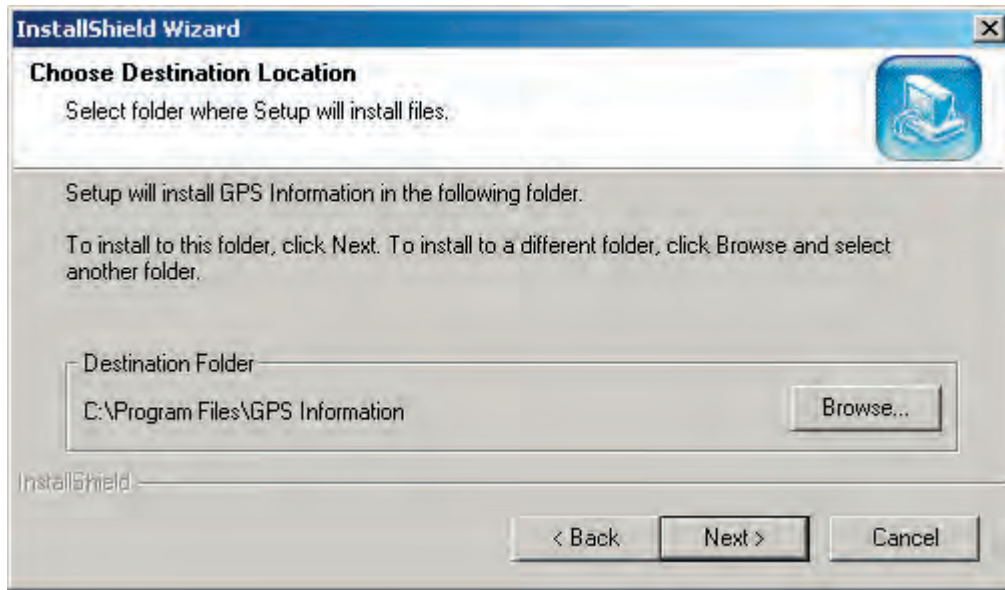 InstallShield Wizard
Choose Destination Location
Select folder where Setup will install files.
Setup will install GPS Information in the following folder.
To install to this folder, click Next. To install to a different folder, click Browse and select
another folder.
Destination Folder
C:\Program Files\GPS Information
Browse...
InstallShield
< Back
Next >
Cancel